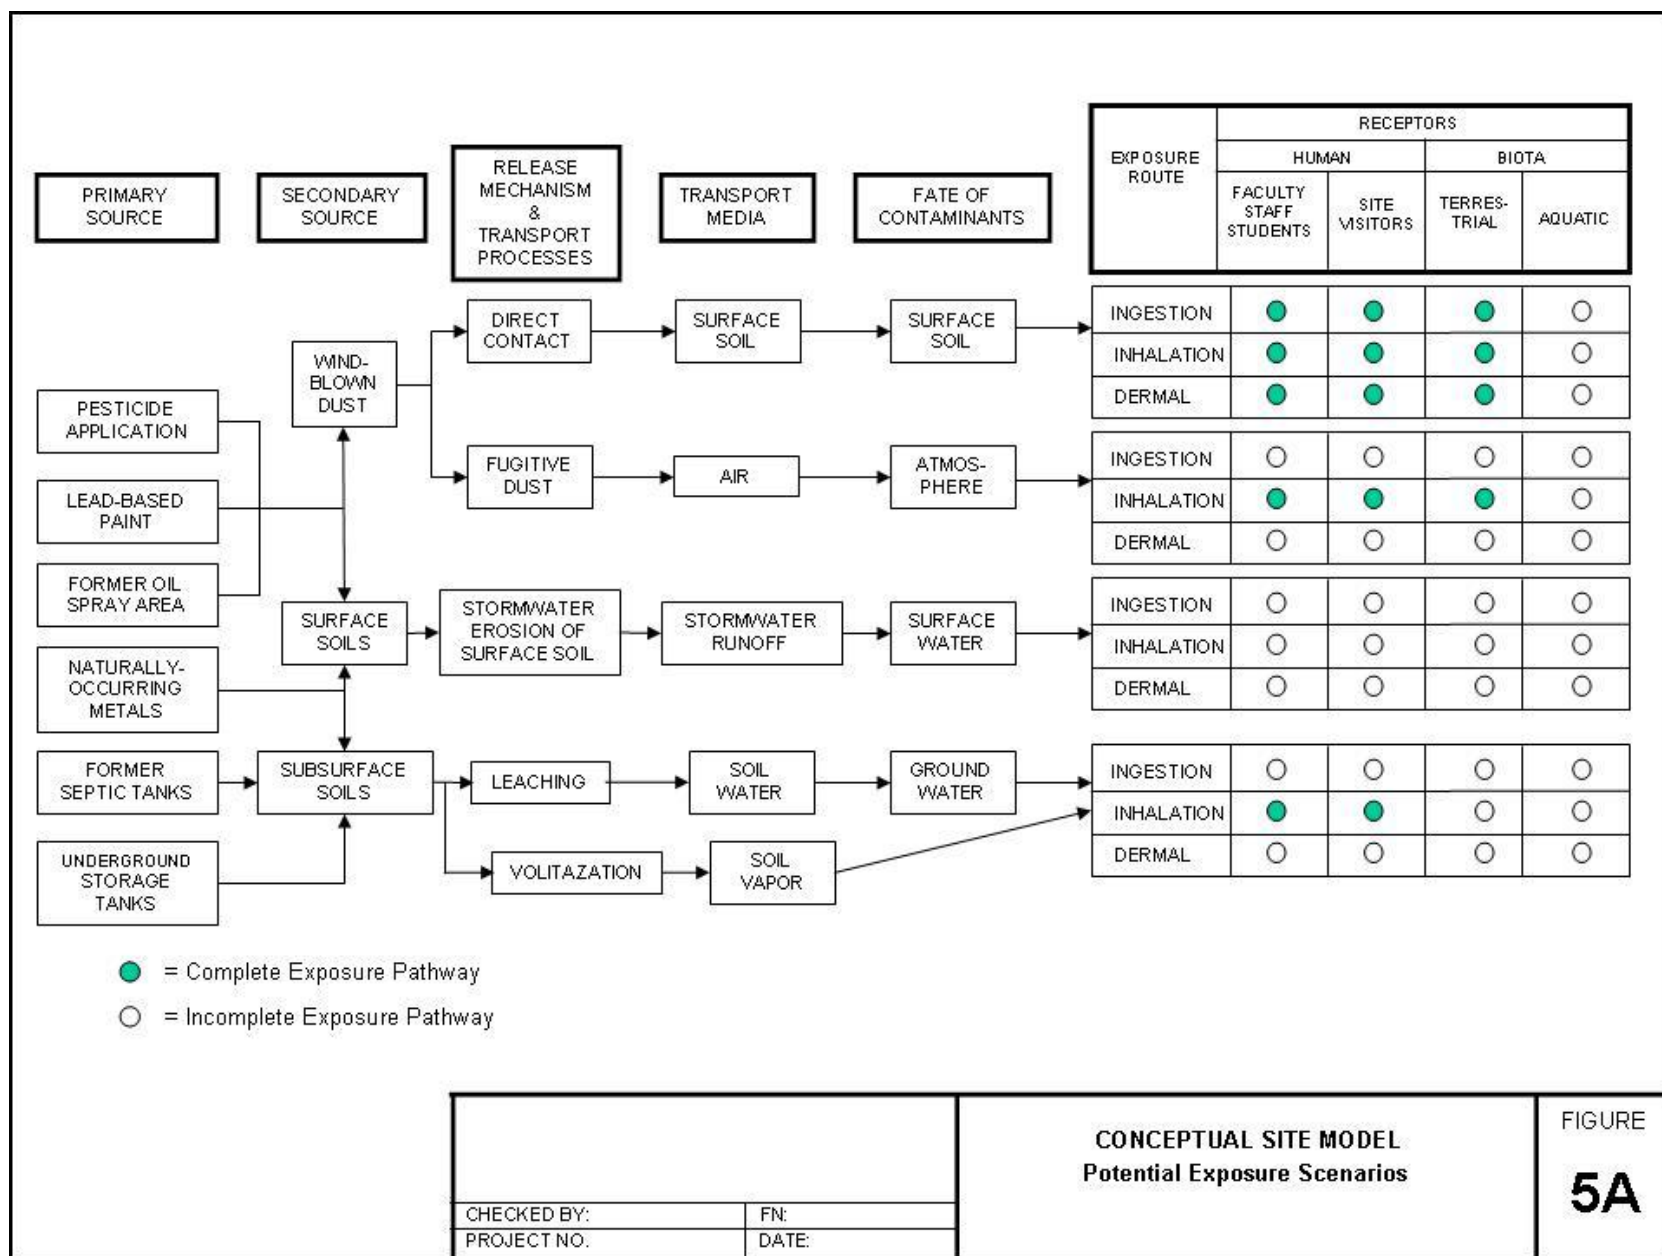 PRIMARY
SOURCE
SECONDARY
SOURCE
RELEASE
MECHANISM
&
TRANSPORT
PROCESSES
TRANSPORT
MEDIA
FATE OF
CONTAMINANTS
EXPOSURE
ROUTE
RECEPTORS
HUMAN
BIOTA
FACULTY
STAFF
STUDENTS
SITE
VISITORS
TERRES-
TRIAL
AQUATIC
PESTICIDE
APPLICATION
LEAD-BASED
PAINT
FORMER OIL
SPRAY AREA
NATURALLY-
OCCURRING
METALS
FORMER
SEPTIC TANKS
UNDERGROUND
STORAGE
TANKS
WIND-
BLOWN
DUST
SURFACE
SOILS
SUBSURFACE
SOILS
DIRECT
CONTACT
SURFACE
SOIL
SURFACE
SOIL
INGESTION
INHALATION
DERMAL
FUGITIVE
DUST
AIR
ATMOS-
PHERE
INGESTION
INHALATION
DERMAL
STORMWATER
EROSION OF
SURFACE SOIL
STORMWATER
RUNOFF
SURFACE
WATER
INGESTION
INHALATION
DERMAL
LEACHING
SOIL
WATER
GROUND
WATER
VOLITAZATION
SOIL
VAPOR
INGESTION
INHALATION
DERMAL
= Complete Exposure Pathway
= Incomplete Exposure Pathway
CHECKED BY: FN:
PROJECT NO. DATE:
CONCEPTUAL SITE MODEL
Potential Exposure Scenarios
FIGURE
5A